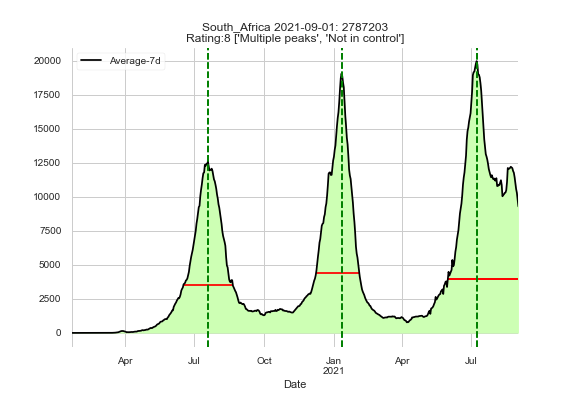 South_Africa 2021-09-01: 2787203
Rating:8 ['Multiple peaks', 'Not in control']
Average-7d
20000
17500
15000
12500
10000
7500
5000
2500
0
Apr Jul Oct Jan Apr Jul
2021
Date